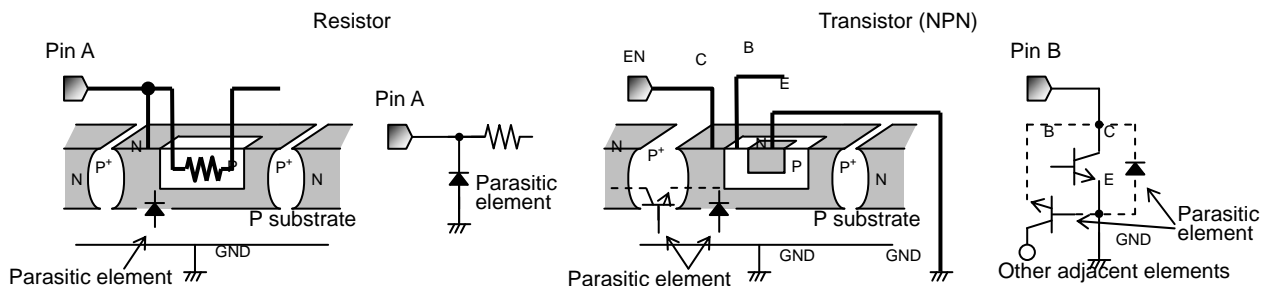 Resistor
Transistor (NPN)
Pin A
Pin A
N
P+
N
P
P+
N
P substrate
Parasitic element
GND
Parasitic element
EN
C
B
E
N
P+
N
P
P+
N
P substrate
GND
GND
Parasitic element
Pin B
B
C
E
Parasitic element
GND
Other adjacent elements